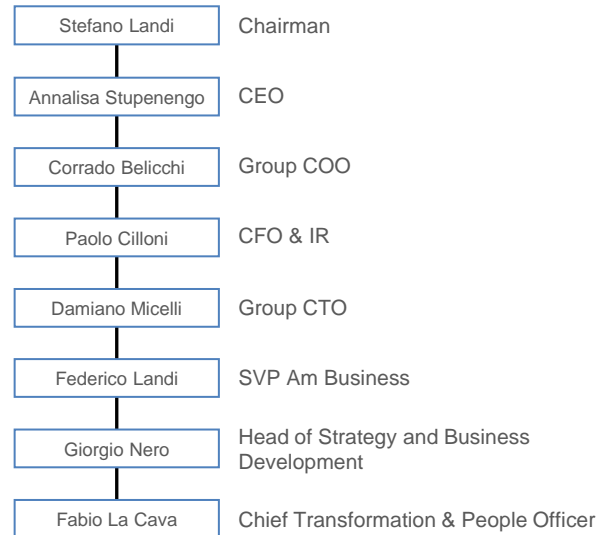 Stefano Landi Chairman
Annalisa Stupenengo CEO
Corrado Belicchi Group COO
Paolo Cilloni CFO & IR
Damiano Micelli Group CTO
Federico Landi SVP Am Business
Giorgio Nero Head of Strategy and Business
Development
Fabio La Cava Chief Transformation & People Officer